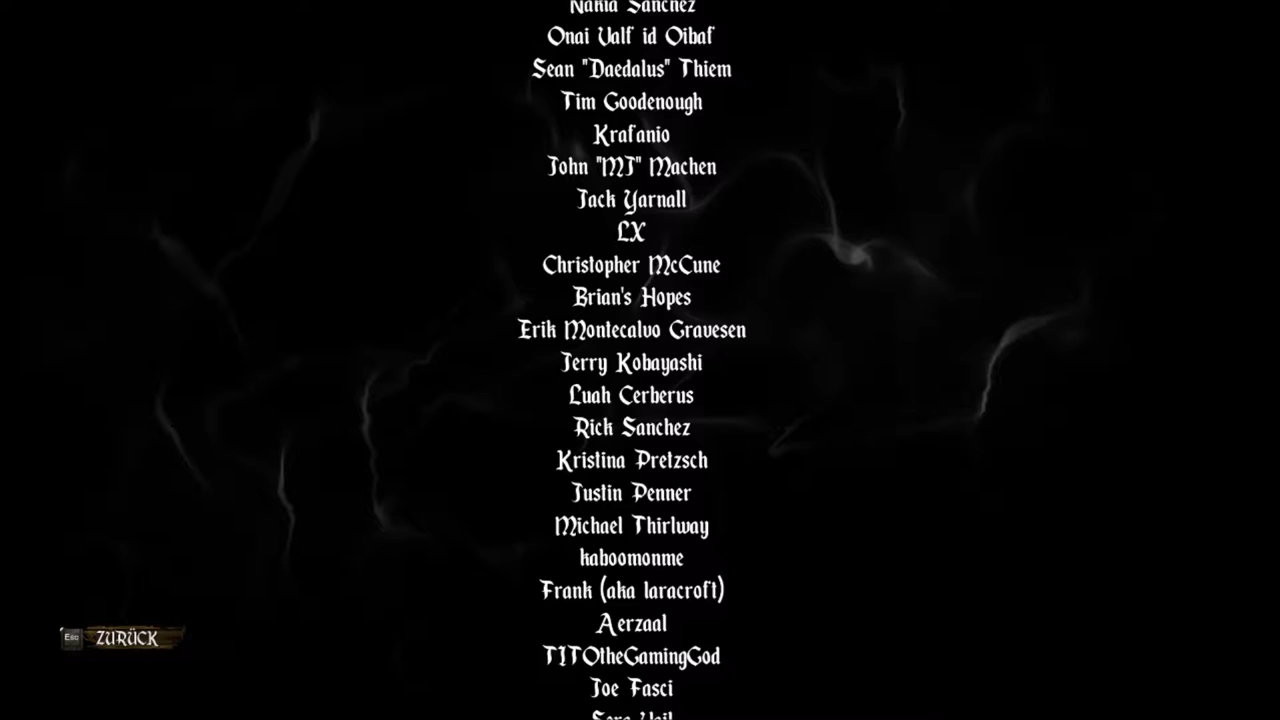 Nakia Sanchez
Onai Valf id Oibaf
Sean "Daedalus" Thiem
Tim Goodenough
Krafanio
John "MJ" Machen
Jack Yarnall
LX
Christopher McCune
Brian's Hopes
Erik Montecalvo Gravesen
Jerry Kobayashi
Luah Cerberus
Rick Sanchez
Kristina Pretzsch
Justin Penner
Michael Thirlway
kaboomonme
Frank (aka laracroft)
Aerzaal
TITOtheGamingGod
Joe Fasci
Esc ZURÜCK